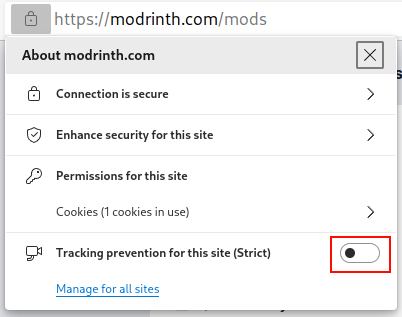 https://modrinth.com/mods
About modrinth.com
Connection is secure
Enhance security for this site
Permissions for this site
Cookies (1 cookies in use)
Tracking prevention for this site (Strict)
Manage for all sites